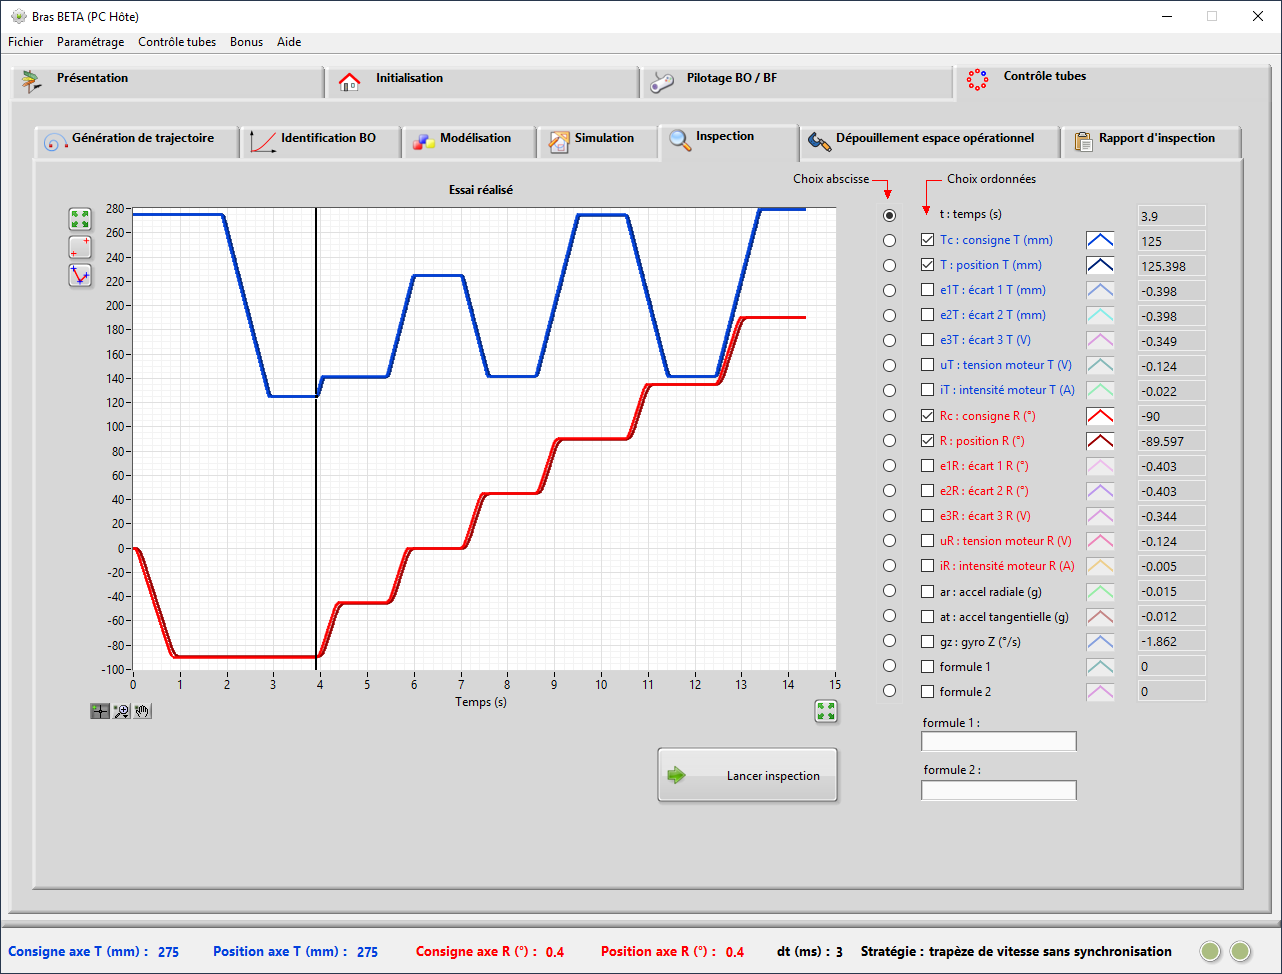 Bras BETA (PC Hôte)
Fichier Paramétrage Contrôle tubes Bonus Aide
Présentation
Initialisation
Pilotage BO / BF
Contrôle tubes
Génération de trajectoire
Identification BO
Modélisation
Simulation
Inspection
Dépouillement espace opérationnel
Rapport d'inspection
Choix abscisse
Choix ordonnées
Essai réalisé
280
260
240
220
200
180
160
140
120
100
80
60
40
20
0
-20
-40
-60
-80
-100
0 1 2 3 4 5 6 7 8 9 10 11 12 13 14 15
Temps (s)
t : temps (s) 3.9
Tc : consigne T (mm) 125
T : position T (mm) 125.398
e1T : écart 1 T (mm) -0.398
e2T : écart 2 T (mm) -0.398
e3T : écart 3 T (V) -0.349
uT : tension moteur T (V) -0.124
iT : intensité moteur T (A) -0.022
Rc : consigne R (°) -90
R : position R (°) -89.597
e1R : écart 1 R (°) -0.403
e2R : écart 2 R (°) -0.403
e3R : écart 3 R (V) -0.344
uR : tension moteur R (V) -0.124
iR : intensité moteur R (A) -0.005
ar : accel radiale (g) -0.015
at : accel tangentielle (g) -0.012
gz : gyro Z (°/s) -1.862
formule 1 0
formule 2 0
formule 1 :
formule 2 :
Lancer inspection
Consigne axe T (mm) : 275 Position axe T (mm) : 275 Consigne axe R (°) : 0.4 Position axe R (°) : 0.4 dt (ms) : 3 Stratégie : trapèze de vitesse sans synchronisation